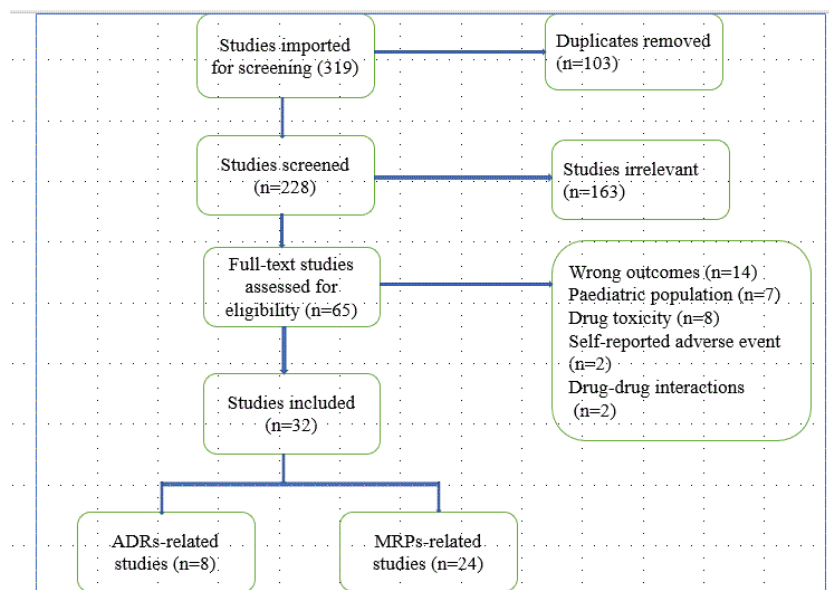 Studies imported
for screening (319)
Duplicates removed
(n=103)
Studies screened
(n=228)
Studies irrelevant
(n=163)
Full-text studies
assessed for
eligibility (n=65)
Wrong outcomes (n=14)
Paediatric population (n=7)
Drug toxicity (n=8)
Self-reported adverse event
(n=2)
Drug-drug interactions
(n=2)
Studies included
(n=32)
ADRs-related
studies (n=8)
MRPs-related
studies (n=24)